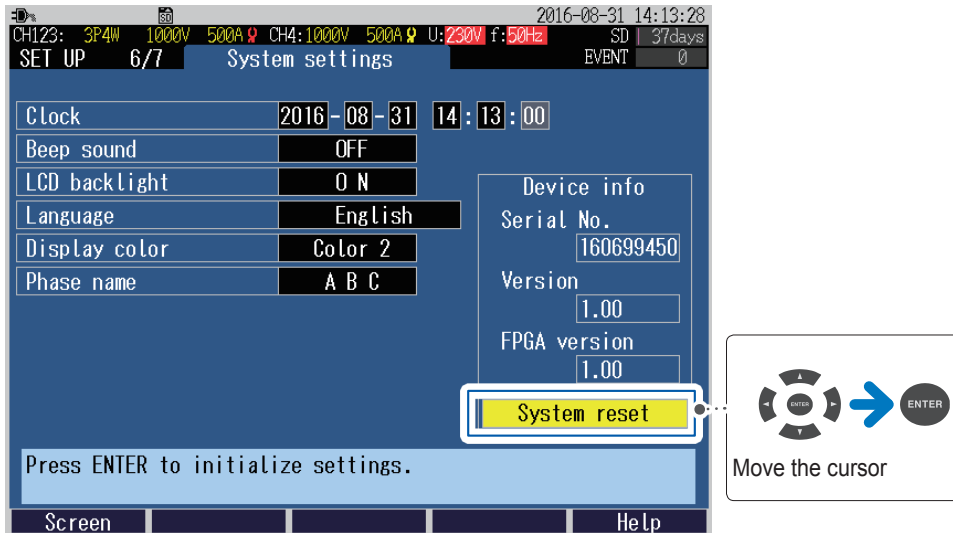 SD 2016-08-31 14:13:28
CH123: 3P4W 1000V 500A CH4:1000V 500A U:230V f:50Hz SD 37days
SET UP 6/7 System settings EVENT 0
Clock 2016-08-31 14:13:00
Beep sound OFF
LCD backlight O N
Language English
Display color Color 2
Phase name A B C
Device info
Serial No.
160699450
Version
1.00
FPGA version
1.00
System reset
ENTER ENTER
Move the cursor
Press ENTER to initialize settings.
Screen Help